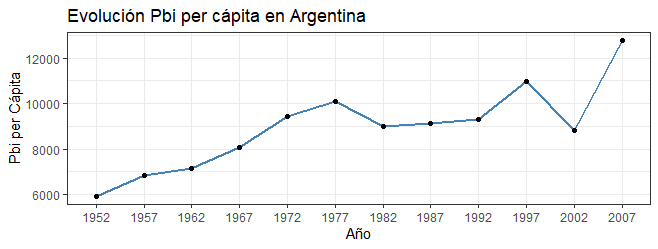 Evolución Pbi per cápita en Argentina
Pbi per Cápita
12000
10000
8000
6000
1952 1957 1962 1967 1972 1977 1982 1987 1992 1997 2002 2007
Año